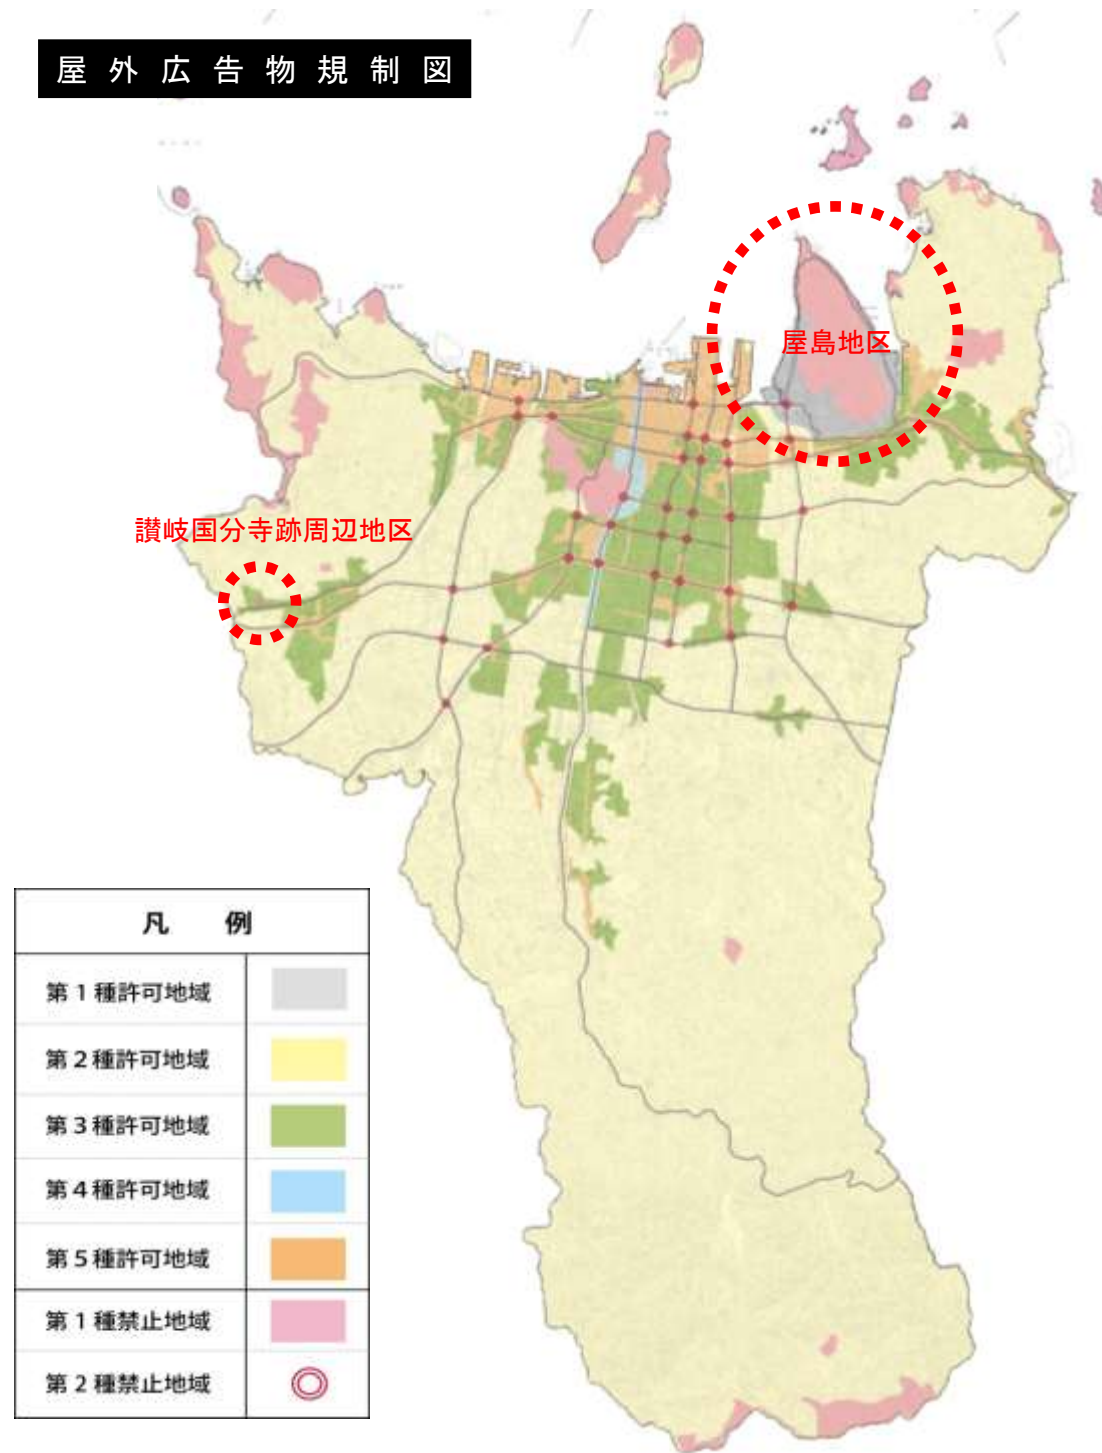 屋外広告物規制図
屋島地区
讃岐国分寺跡周辺地区
凡 例
第1種許可地域
第2種許可地域
第3種許可地域
第4種許可地域
第5種許可地域
第1種禁止地域
第2種禁止地域